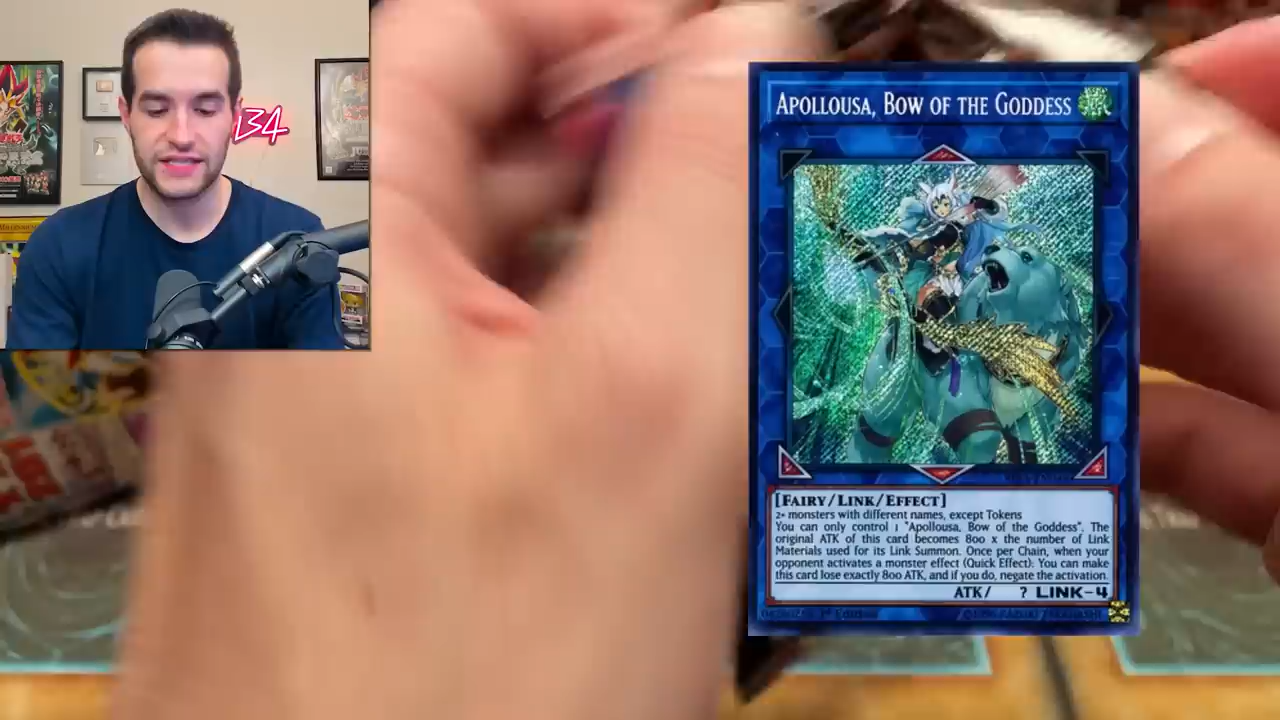 134
APOLLOUSA, BOW OF THE GODDESS
[FAIRY/LINK/EFFECT]
2+ monsters with different names, except Tokens
You can only control 1 "Apollousa, Bow of the Goddess". The
original ATK of this card becomes 800 x the number of Link
Materials used for its Link Summon. Once per Chain, when your
opponent activates a monster effect (Quick Effect): You can make
this card lose exactly 800 ATK, and if you do, negate the activation.
ATK/ ? LINK-4
1st Edition